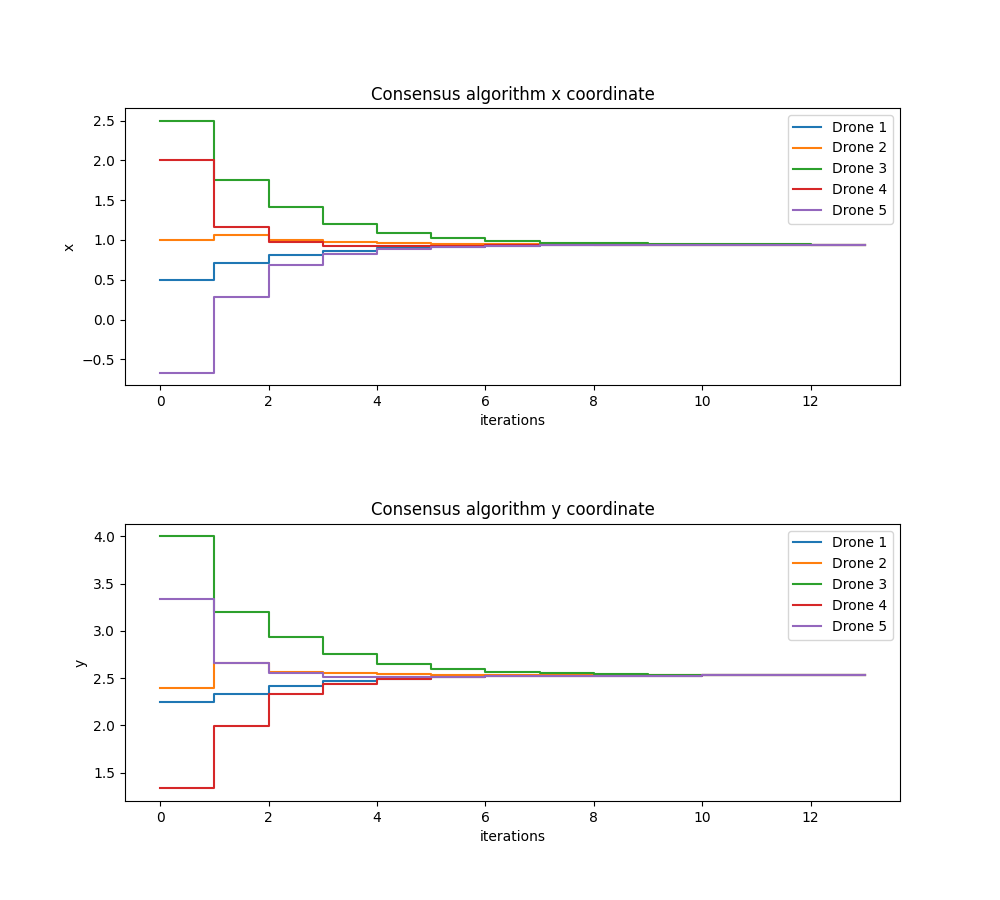 Consensus algorithm x coordinate
2.5
2.0
1.5
1.0
0.5
0.0
−0.5
x
Drone 1
Drone 2
Drone 3
Drone 4
Drone 5
0 2 4 6 8 10 12
iterations
Consensus algorithm y coordinate
4.0
3.5
3.0
2.5
2.0
1.5
y
Drone 1
Drone 2
Drone 3
Drone 4
Drone 5
0 2 4 6 8 10 12
iterations